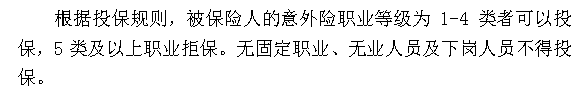 根据投保规则，被保险人的意外险职业等级为 1-4 类者可以投
保，5 类及以上职业拒保。无固定职业、无业人员及下岗人员不得投
保。